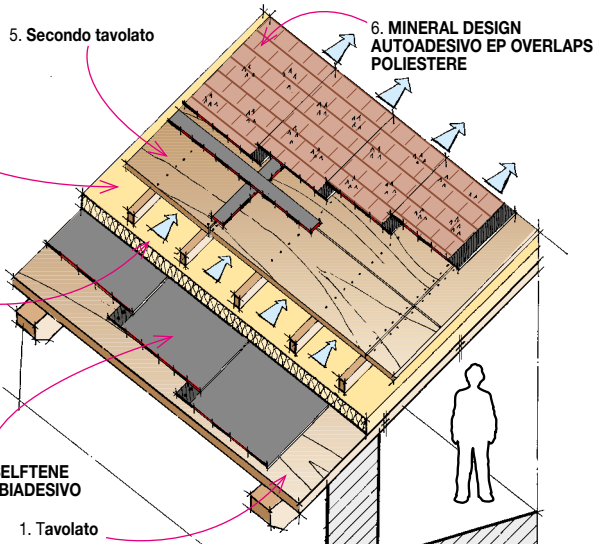 5. Secondo tavolato
6. MINERAL DESIGN
AUTOADESIVO EP OVERLAPS
POLIESTERE
ELFTENE
BIADESIVO
1. Tavolato